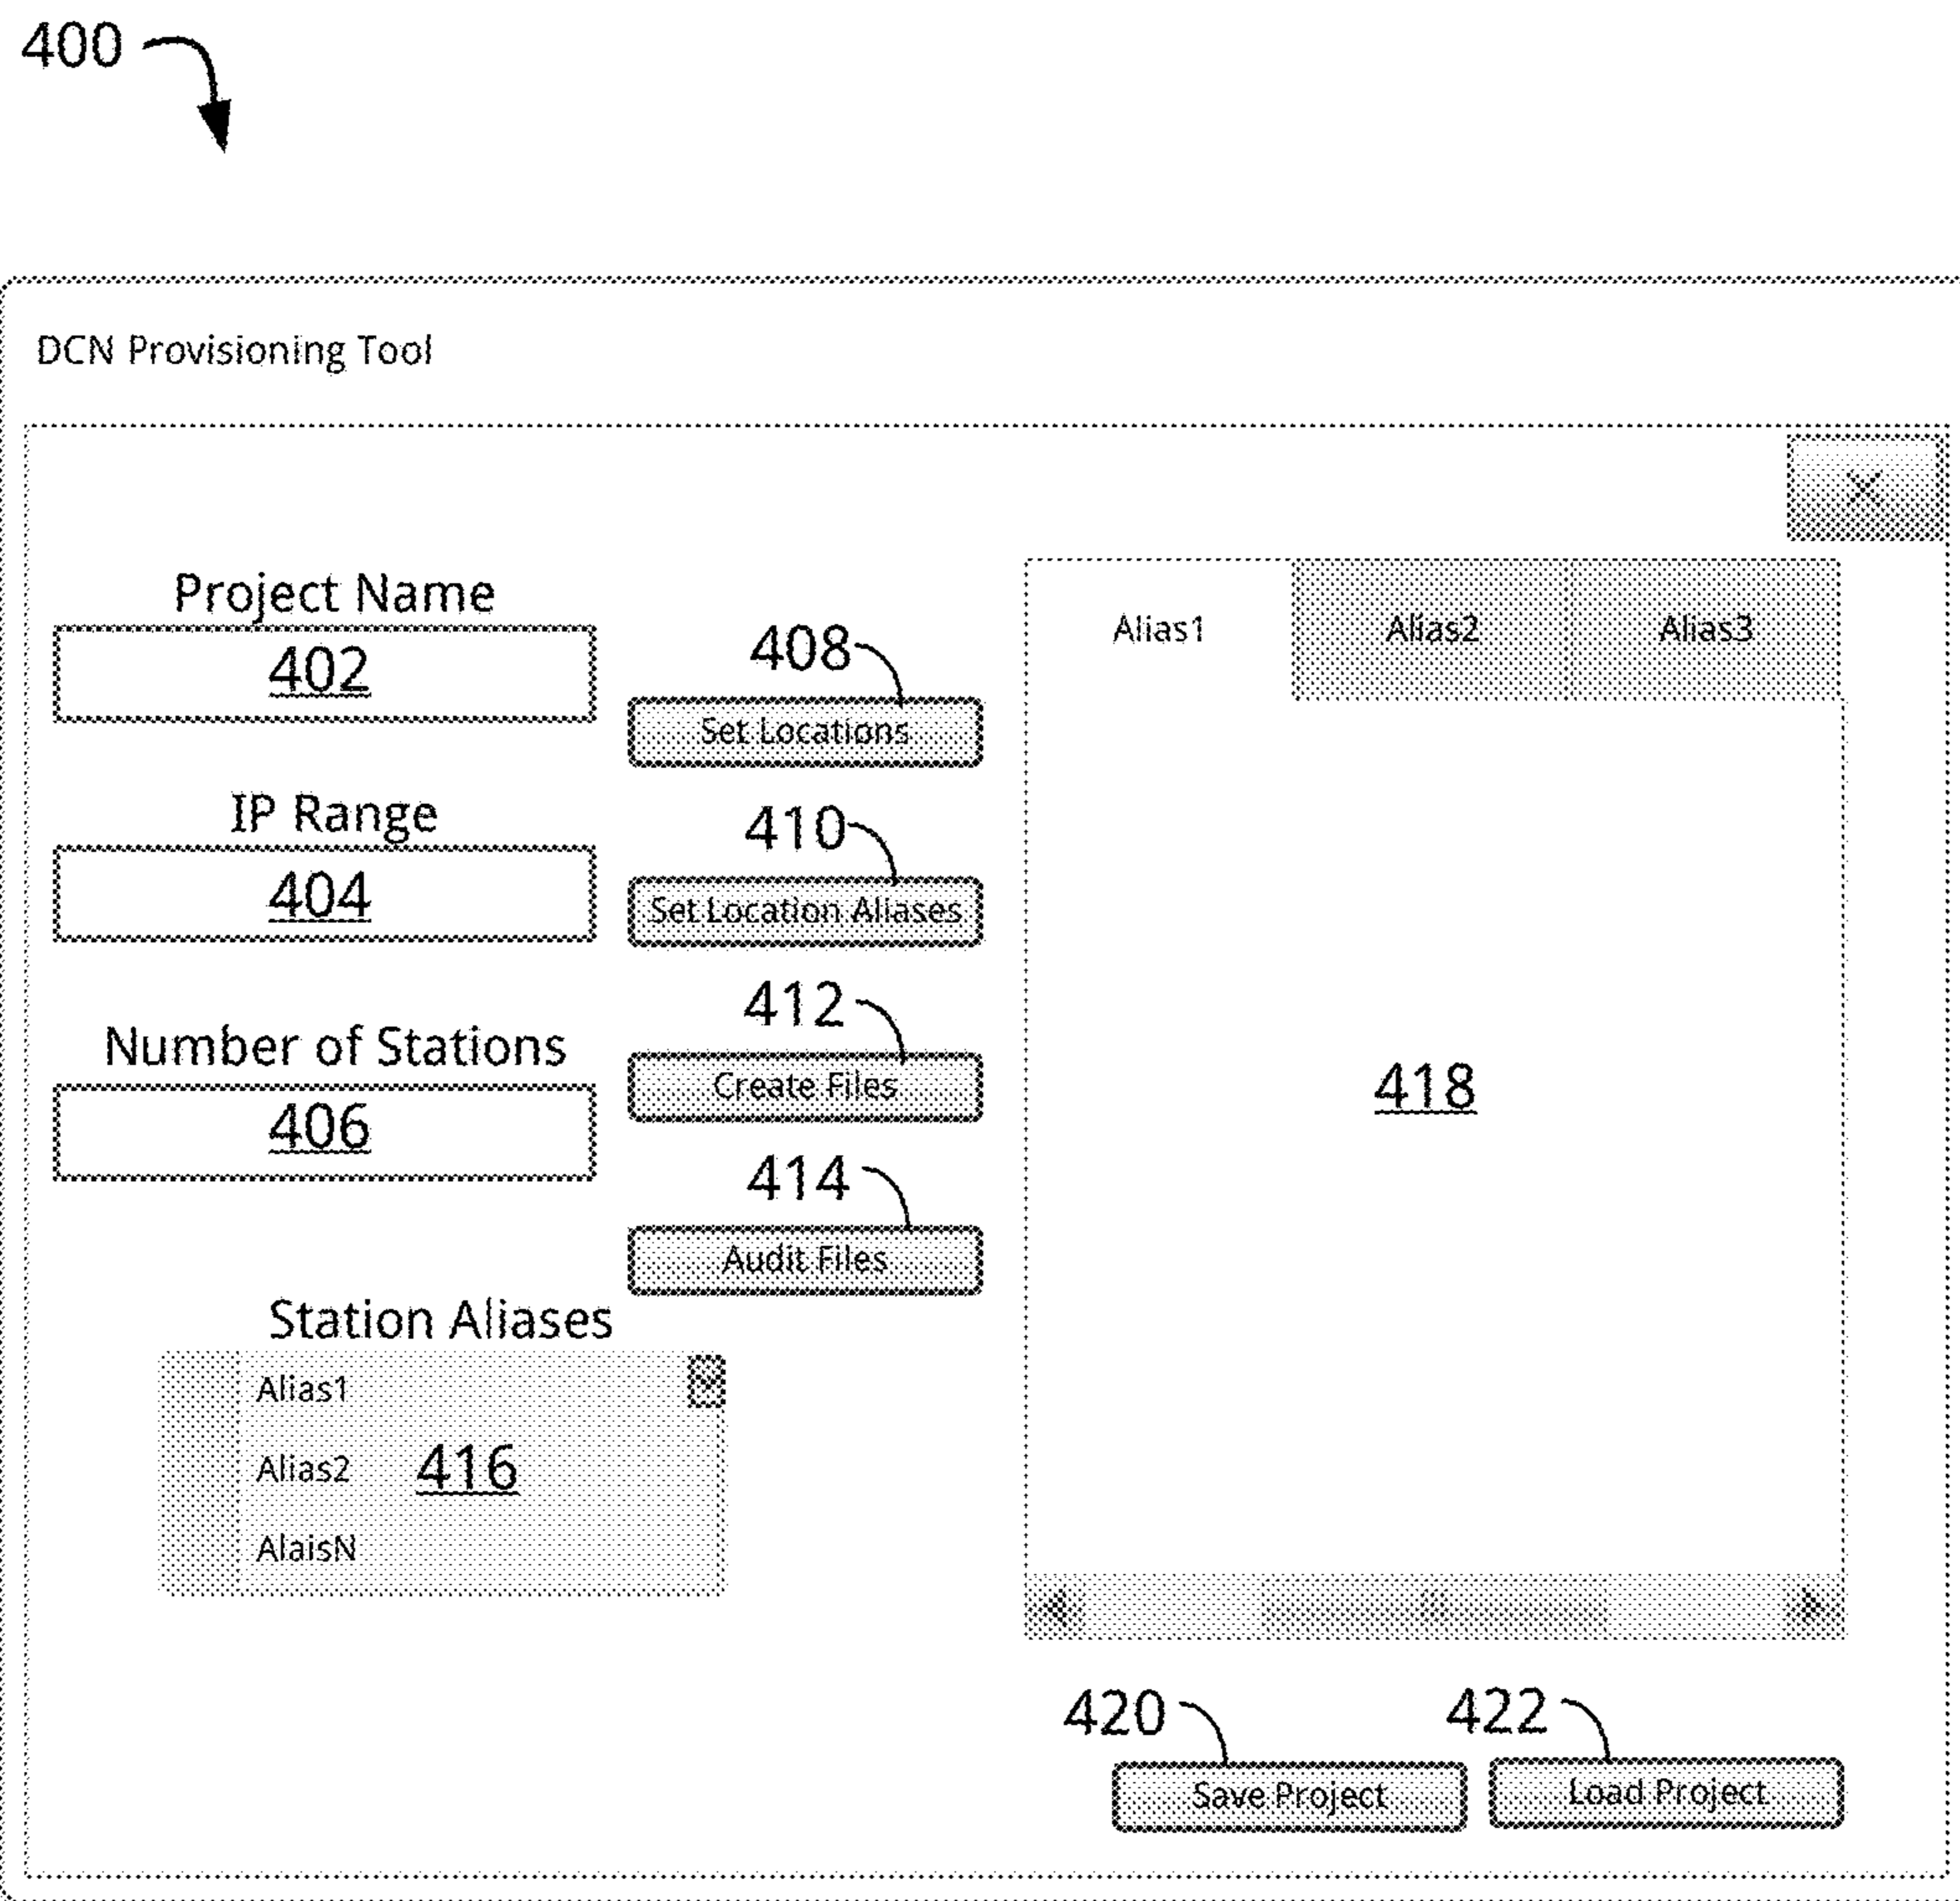 400
DCN Provisioning Tool
X
Project Name
402
IP Range
404
Number of Stations
406
408
Set Locations
410
Set Location Aliases
412
Create Files
414
Audit Files
Station Aliases
Alias1
Alias2
416
AlaisN
Alias1 Alias2 Alias3
418
420
Save Project
422
Load Project